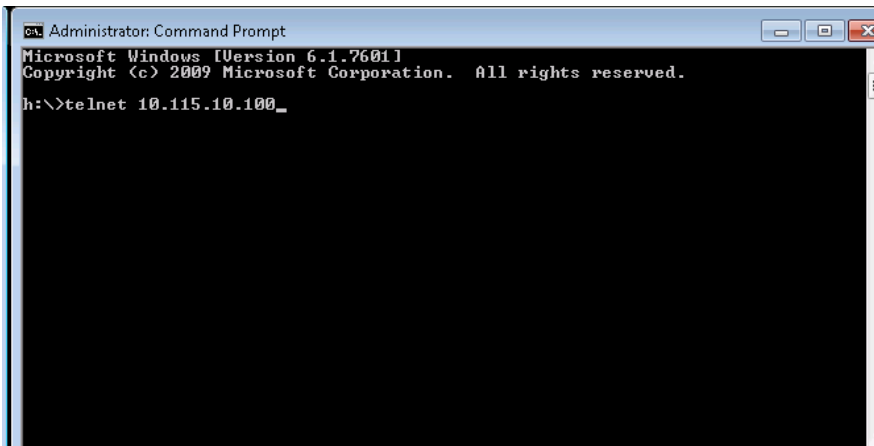 Administrator: Command Prompt
Microsoft Windows [Version 6.1.7601]
Copyright (c) 2009 Microsoft Corporation.  All rights reserved.
h:\>telnet 10.115.10.100_